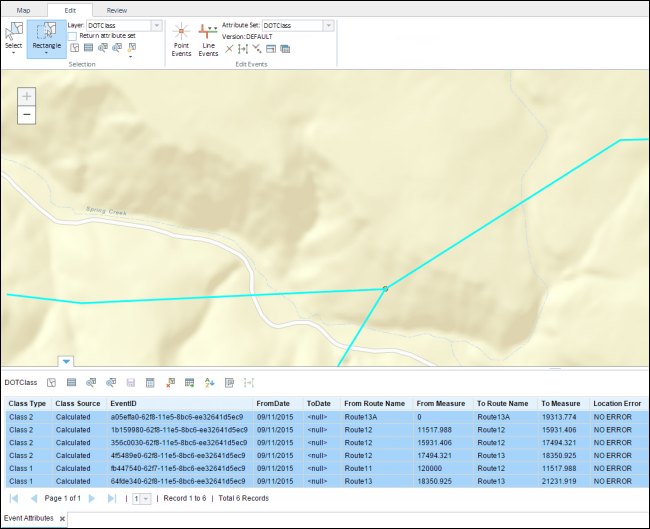 Map Edit Review
Layer: DOTClass Attribute Set: DOTClass
Return attribute set Version: DEFAULT
Select Rectangle Point Events Line Events
Selection Edit Events
+
−
Spring Creek
DOTClass
Class Type Class Source EventID FromDate ToDate From Route Name From Measure To Route Name To Measure Location Error
Class 2 Calculated a05effa0-62f8-11e5-8bc6-ee32641d5ec9 09/11/2015 <null> Route13A 0 Route13A 19313.774 NO ERROR
Class 2 Calculated 1b159980-62f8-11e5-8bc6-ee32641d5ec9 09/11/2015 <null> Route12 11517.988 Route12 15931.406 NO ERROR
Class 2 Calculated 356c0030-62f8-11e5-8bc6-ee32641d5ec9 09/11/2015 <null> Route12 15931.406 Route12 17494.321 NO ERROR
Class 2 Calculated 4f5489e0-62f8-11e5-8bc6-ee32641d5ec9 09/11/2015 <null> Route12 17494.321 Route13 18350.925 NO ERROR
Class 1 Calculated fb447540-62f7-11e5-8bc6-ee32641d5ec9 09/11/2015 <null> Route11 120000 Route12 11517.988 NO ERROR
Class 1 Calculated 64fde340-62f8-11e5-8bc6-ee32641d5ec9 09/11/2015 <null> Route13 18350.925 Route13 21231.919 NO ERROR
Page 1 of 1 1 Record 1 to 6 | Total 6 Records
Event Attributes x